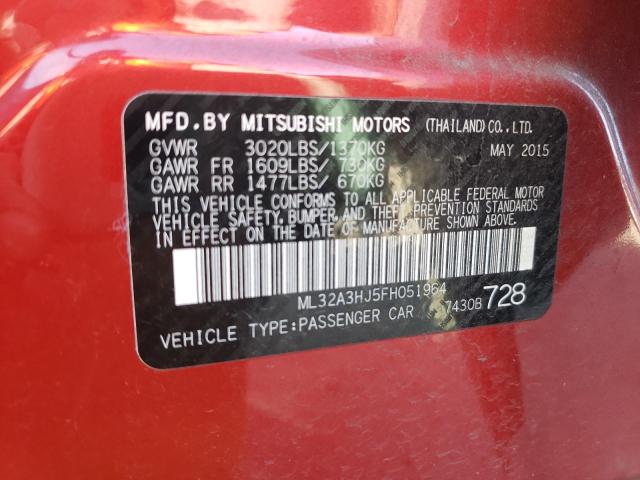 MFD.BY MITSUBISHI MOTORS (THAILAND)CO.,LTD.
GVWR 3020LBS/1370KG MAY 2015
GAWR FR 1609LBS/ 730KG
GAWR RR 1477LBS/ 670KG
THIS VEHICLE CONFORMS TO ALL APPLICABLE FEDERAL MOTOR
VEHICLE SAFETY, BUMPER, AND THEFT PREVENTION STANDARDS
IN EFFECT ON THE DATE OF MANUFACTURE SHOWN ABOVE.
ML32A3HJ5FH051964
VEHICLE TYPE:PASSENGER CAR 7430B 728